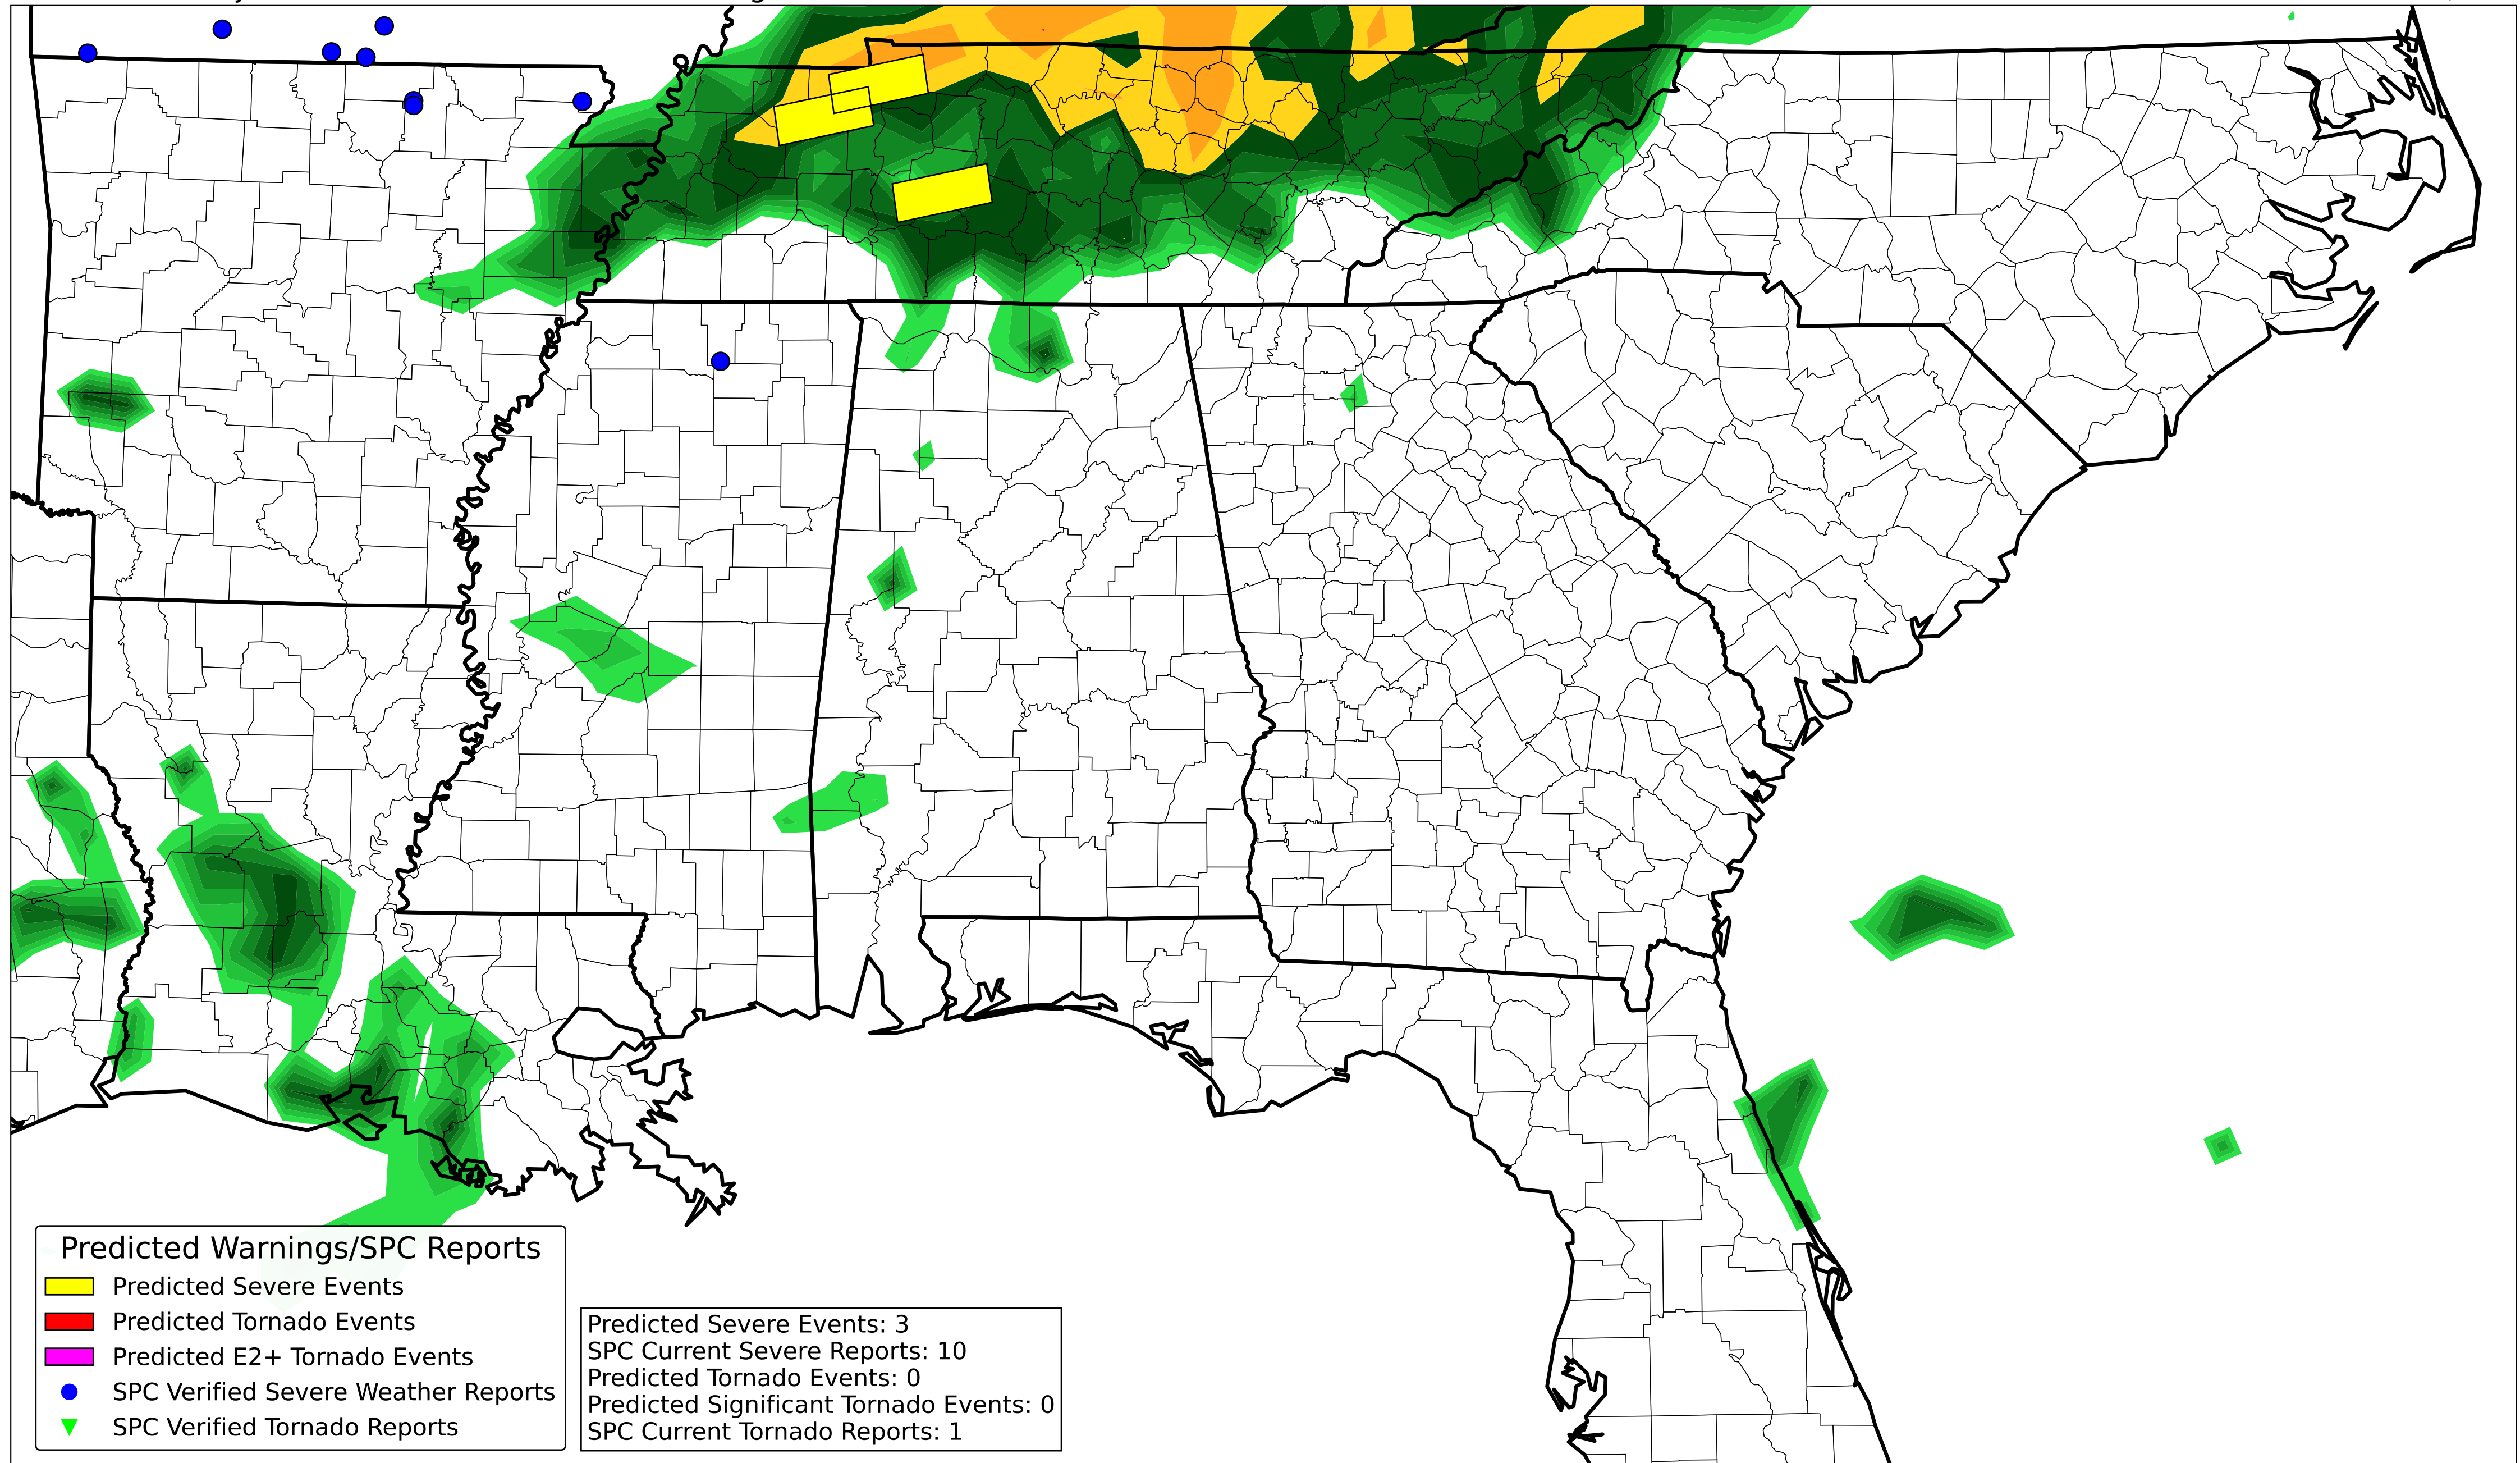 Predicted Warnings/SPC Reports
Predicted Severe Events
Predicted Tornado Events
Predicted E2+ Tornado Events
SPC Verified Severe Weather Reports
SPC Verified Tornado Reports
Predicted Severe Events: 3
SPC Current Severe Reports: 10
Predicted Tornado Events: 0
Predicted Significant Tornado Events: 0
SPC Current Tornado Reports: 1